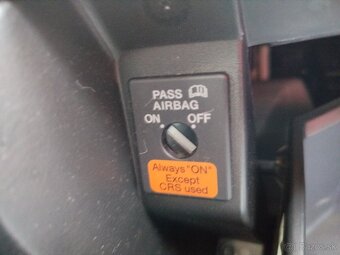 PASS
AIRBAG
ON OFF
Always "ON"
Except
CRS used